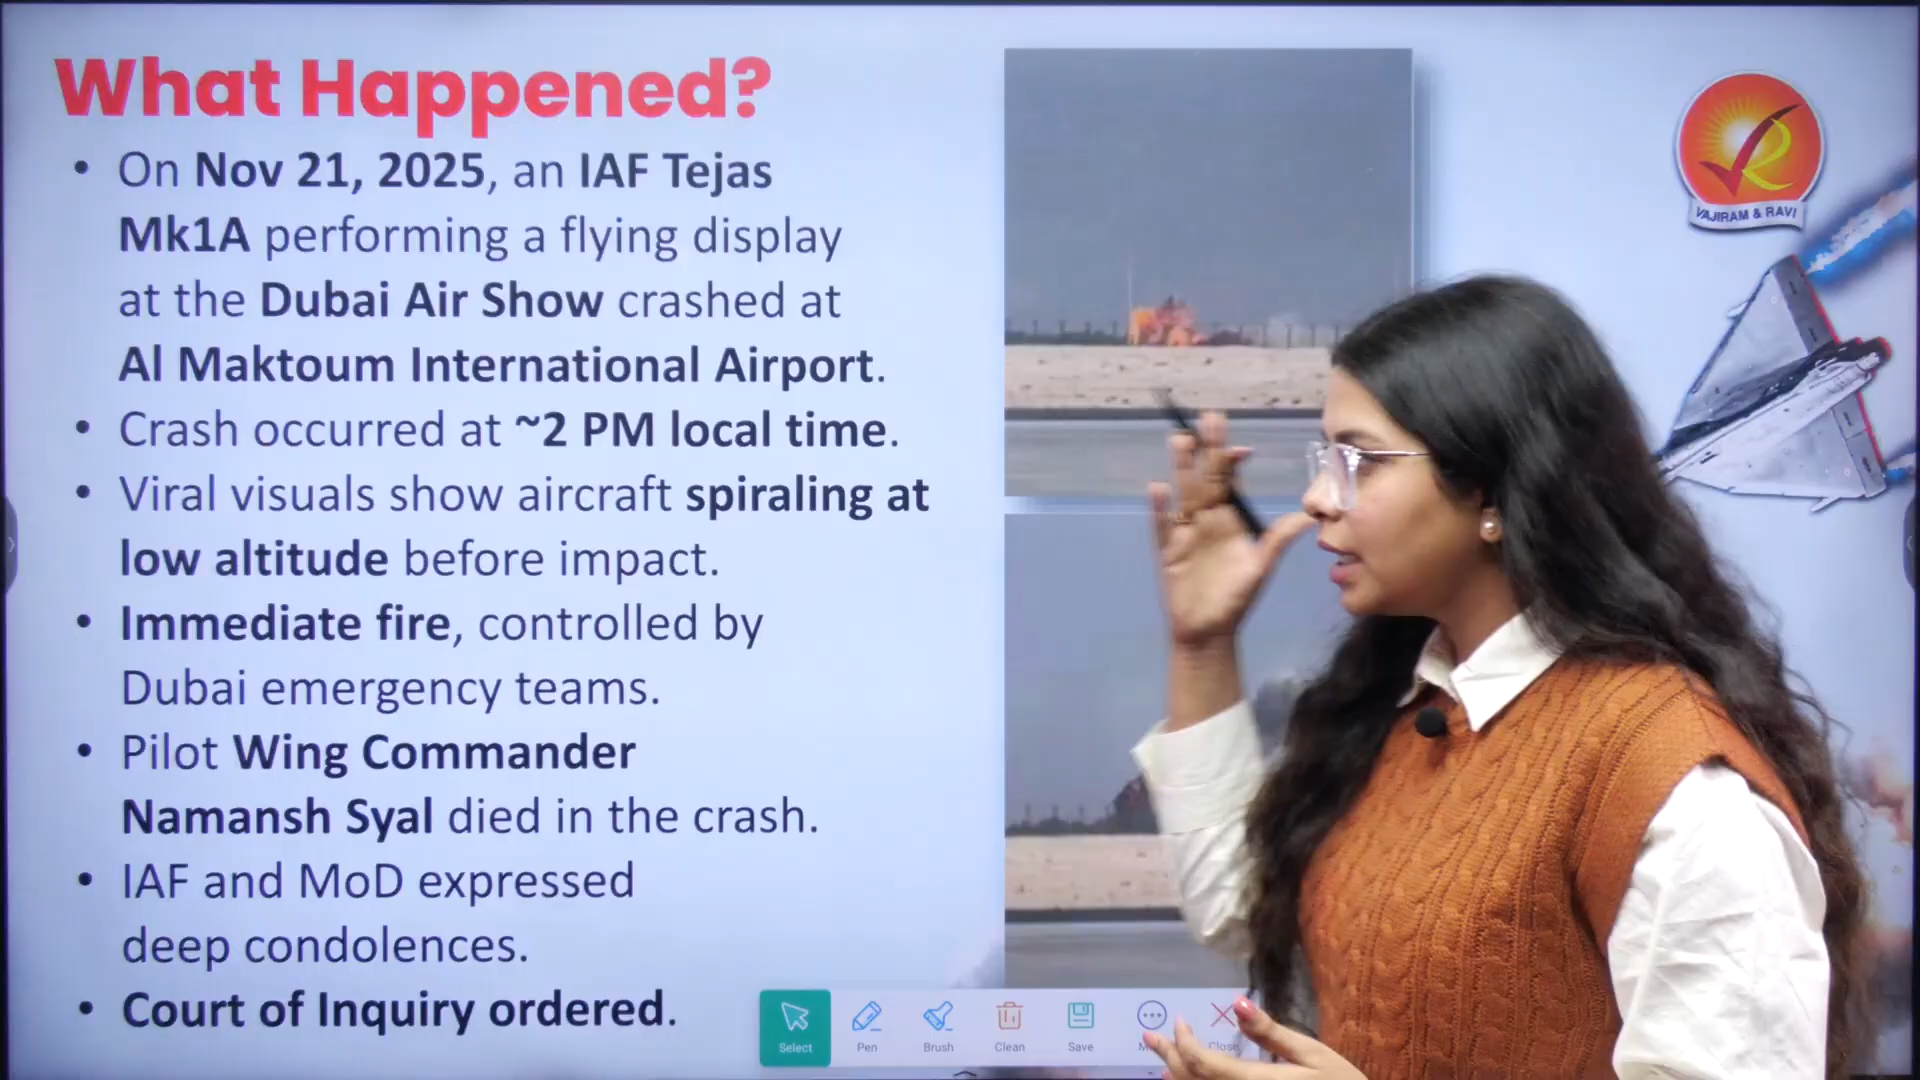 What Happened?
• On Nov 21, 2025, an IAF Tejas
Mk1A performing a flying display
at the Dubai Air Show crashed at
Al Maktoum International Airport.
• Crash occurred at ~2 PM local time.
• Viral visuals show aircraft spiraling at
low altitude before impact.
• Immediate fire, controlled by
Dubai emergency teams.
• Pilot Wing Commander
Namansh Syal died in the crash.
• IAF and MoD expressed
deep condolences.
• Court of Inquiry ordered.
VAJIRAM & RAVI
Select Pen Brush Clean Save Close